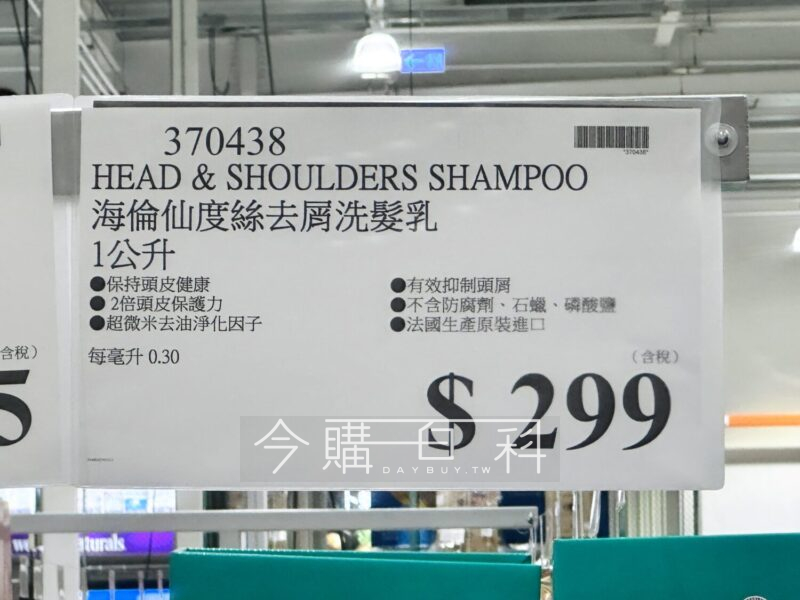 370438
*370438*
HEAD & SHOULDERS SHAMPOO
海倫仙度絲去屑洗髮乳
1公升
●保持頭皮健康
●2倍頭皮保護力
●超微米去油淨化因子
●有效抑制頭屑
●不含防腐劑、石蠟、磷酸鹽
●法國生產原裝進口
每毫升 0.30
（含稅）
$ 299
含稅）
5
今購百科
DAYBUY.TW